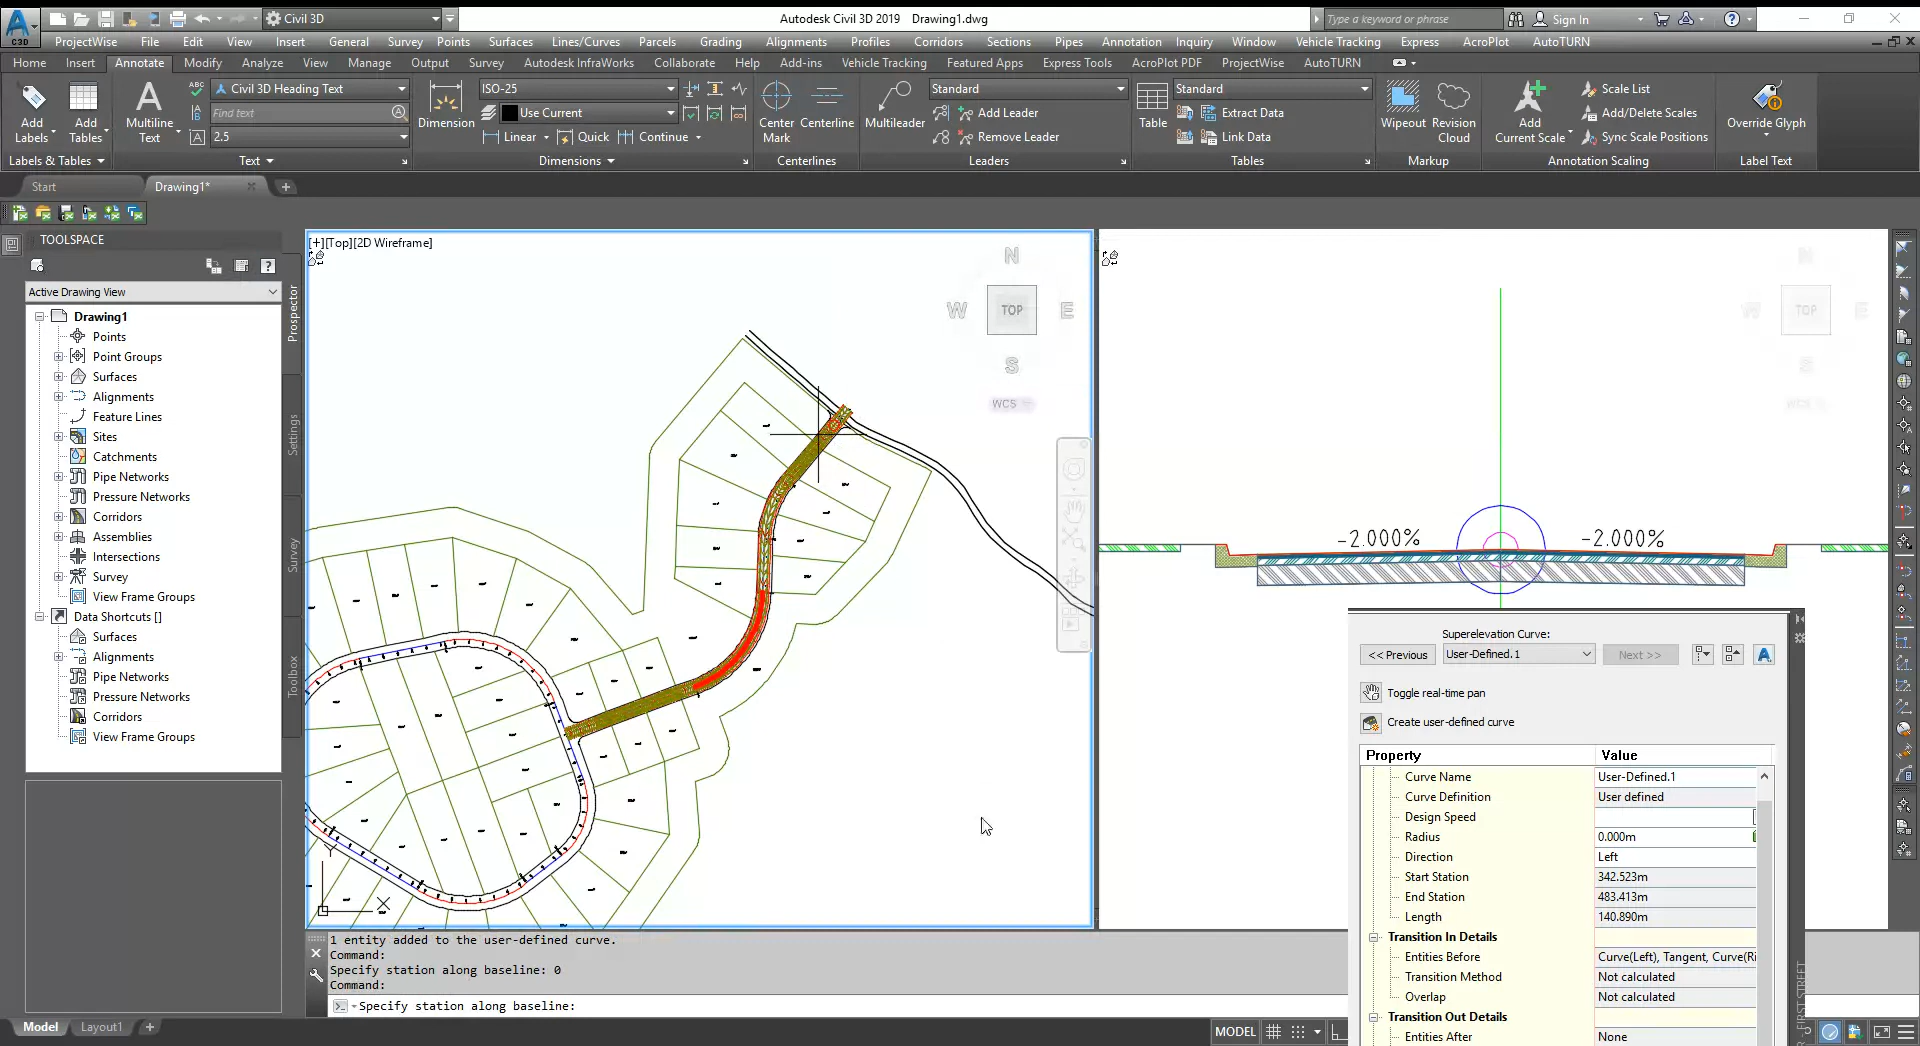 Civil 3D
Autodesk Civil 3D 2019 Drawing1.dwg
Type a keyword or phrase
Sign In
C3D
ProjectWise File Edit View Insert General Survey Points Surfaces Lines/Curves Parcels Grading Alignments Profiles Corridors Sections Pipes Annotation Inquiry Window Vehicle Tracking Express AcroPlot AutoTURN
Home Insert Annotate Modify Analyze View Manage Output Survey Autodesk InfraWorks Collaborate Help Add-ins Vehicle Tracking Featured Apps Express Tools AcroPlot PDF ProjectWise AutoTURN
Add Labels
Add Tables
Labels & Tables
Multiline Text
ABC
Civil 3D Heading Text
Find text
2.5
Text
Dimension
ISO-25
Use Current
Linear Quick Continue
Dimensions
Center Mark
Centerline
Centerlines
Multileader
Standard
Add Leader
Remove Leader
Leaders
Table
Standard
Extract Data
Link Data
Tables
Wipeout
Revision Cloud
Markup
Add Current Scale
Scale List
Add/Delete Scales
Sync Scale Positions
Annotation Scaling
Override Glyph
Label Text
Start
Drawing1*
TOOLSPACE
Active Drawing View
Drawing1
Points
Point Groups
Surfaces
Alignments
Feature Lines
Sites
Catchments
Pipe Networks
Pressure Networks
Corridors
Assemblies
Intersections
Survey
View Frame Groups
Data Shortcuts []
Surfaces
Alignments
Pipe Networks
Pressure Networks
Corridors
View Frame Groups
Prospector
Settings
Survey
Toolbox
[+][Top][2D Wireframe]
N
W TOP E
S
WCS
Y
X
N
W TOP E
S
WCS
-2.000% -2.000%
Superelevation Curve:
<< Previous
User-Defined.1
Next >>
Toggle real-time pan
Create user-defined curve
Property Value
Curve Name User-Defined.1
Curve Definition User defined
Design Speed
Radius 0.000m
Direction Left
Start Station 342.523m
End Station 483.413m
Length 140.890m
Transition In Details
Entities Before Curve(Left), Tangent, Curve(Ri
Transition Method Not calculated
Overlap Not calculated
Transition Out Details
Entities After None
- FIRST STREET
1 entity added to the user-defined curve.
Command:
Specify station along baseline: 0
Command:
Specify station along baseline:
Model Layout1
MODEL